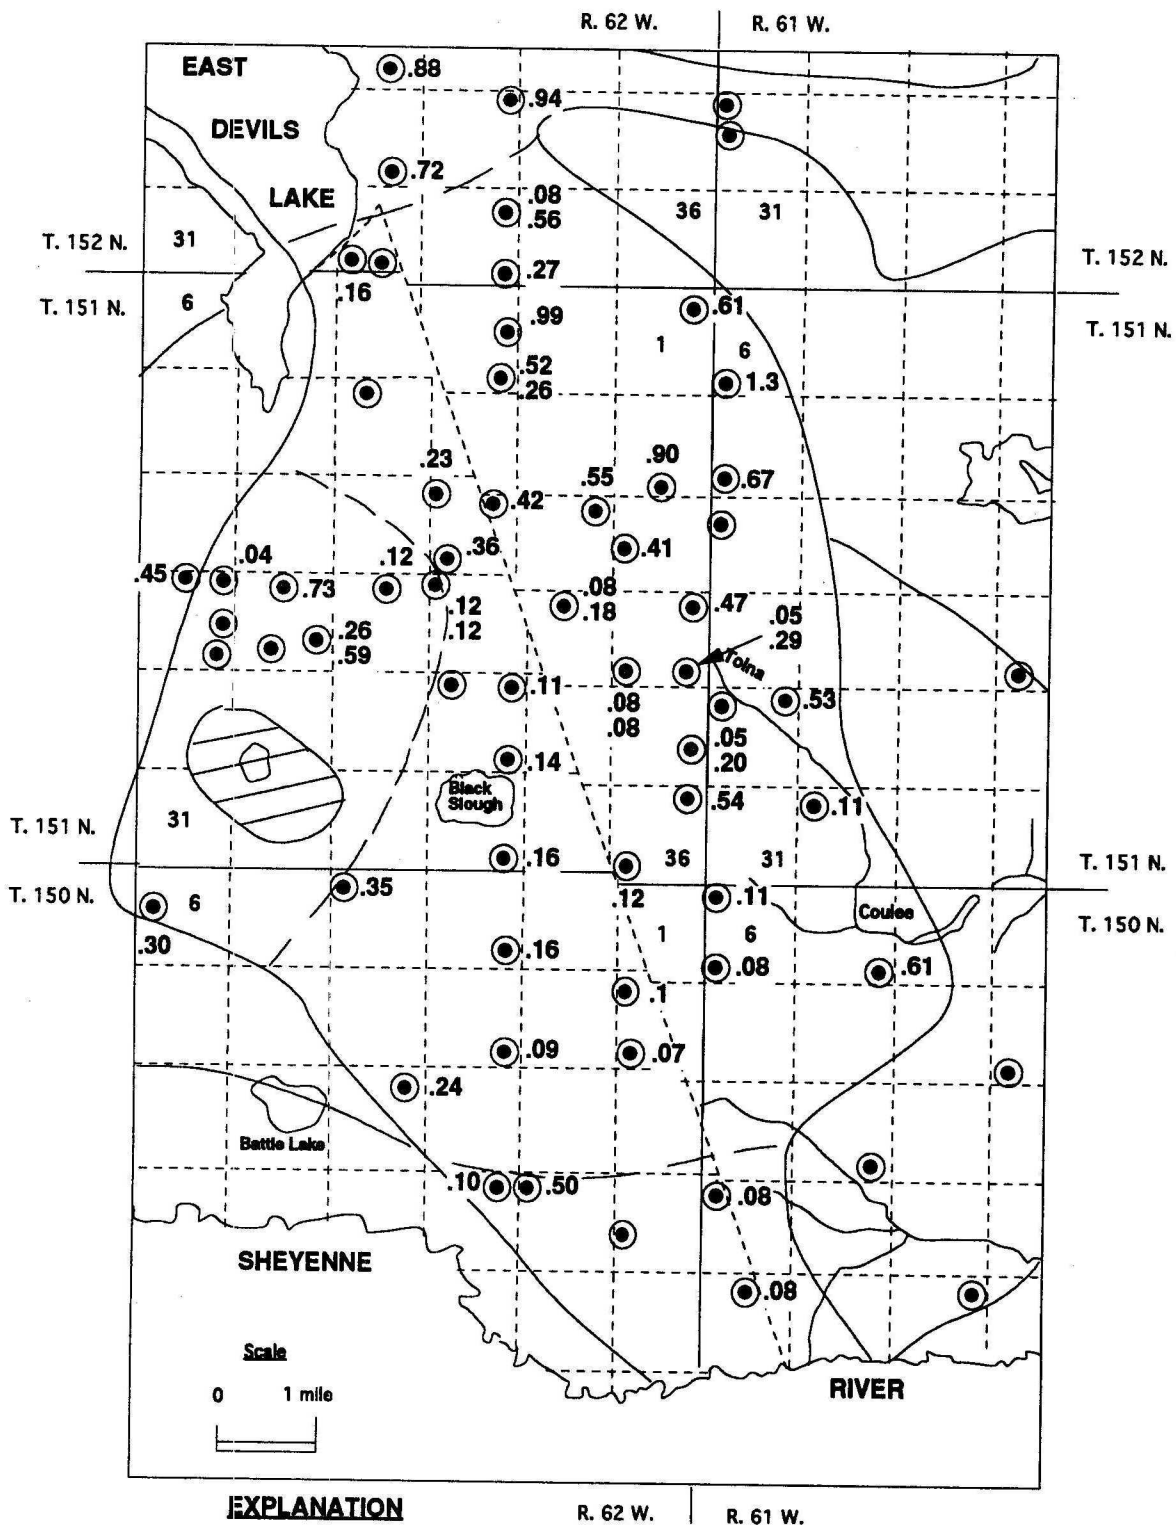 R. 62 W. R. 61 W.
EAST
.88
.94
DEVILS
.72
LAKE
.08
.56
36 31
T. 152 N. 31
T. 152 N.
.27
.16
T. 151 N. 6
.61
.99
T. 151 N.
1 6
.52
.26
1.3
.23
.90
.55
.67
.42
.36
.41
.45 .04
.12
.73
.08
.18
.47
.05
.29
.12
.12
.26
.59
Tolna
.11
.08
.08
.53
.05
.20
.14
Black
Slough
.54
.11
T. 151 N. 31
.16
36 31
T. 151 N.
T. 150 N. 6
.35
.12
.11
Coulee
T. 150 N.
.30
1 6
.16
.08
.61
.1
.09
.07
.24
Battle Lake
.10 .50
.08
SHEYENNE
.08
Scale
RIVER
0 1 mile
EXPLANATION
R. 62 W. R. 61 W.